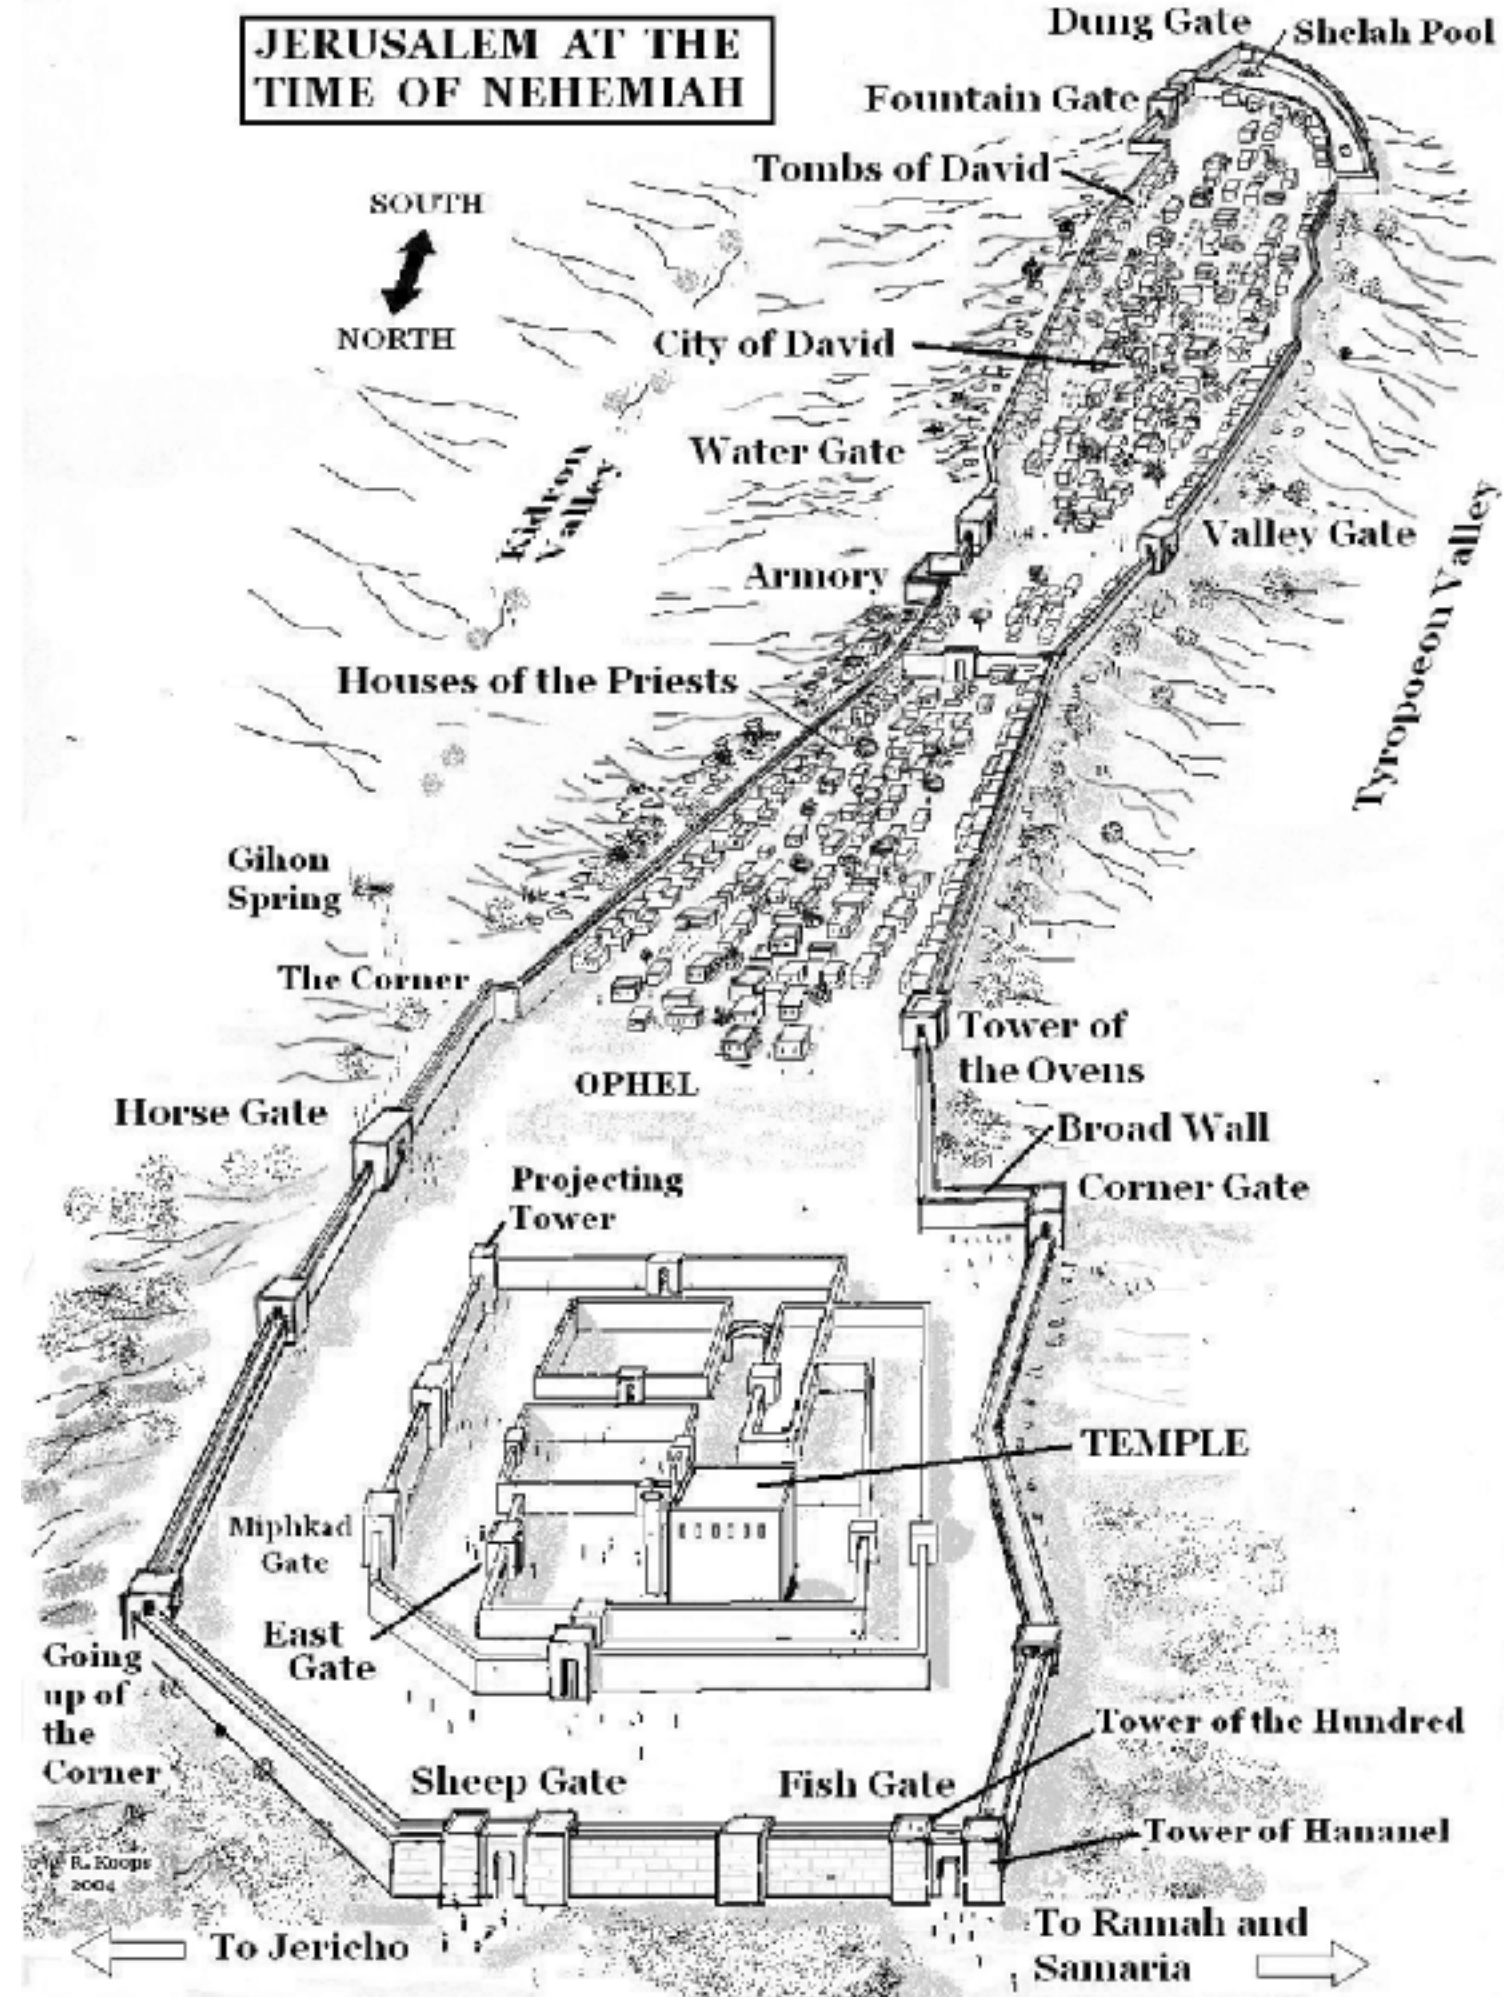 JERUSALEM AT THE
TIME OF NEHEMIAH
Dung Gate
Shelah Pool
Fountain Gate
Tombs of David
SOUTH
NORTH
City of David
Kidron
Valley
Water Gate
Valley Gate
Armory
Tyropoeon Valley
Houses of the Priests
Gihon
Spring
The Corner
Tower of
the Ovens
OPHEL
Horse Gate
Broad Wall
Corner Gate
Projecting
Tower
TEMPLE
Miphkad
Gate
East
Gate
Going
up of
the
Corner
Tower of the Hundred
Sheep Gate
Fish Gate
Tower of Hananel
R. Koops
2004
To Jericho
To Ramah and
Samaria